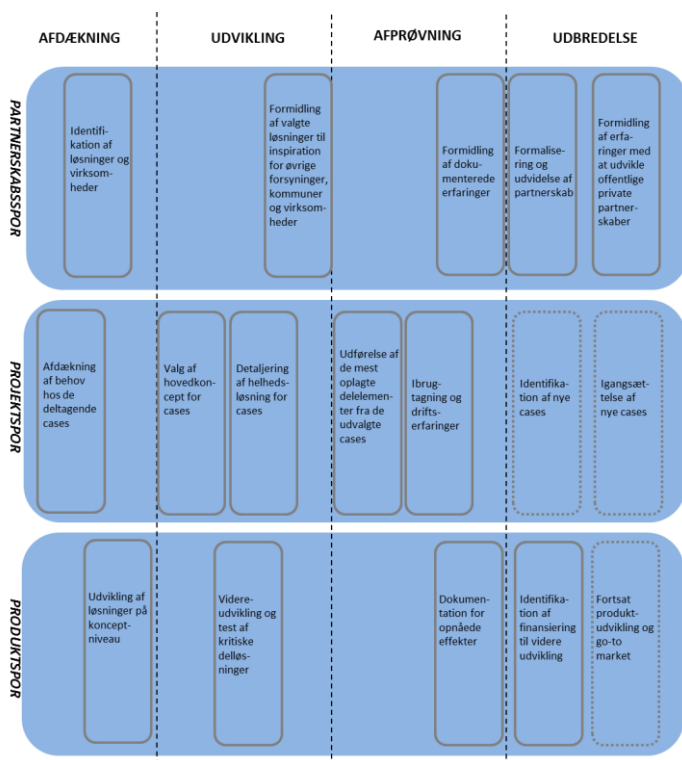 AFDÆKNING
UDVIKLING
AFPRØVNING
UDBREDELSE
PARTNERSKABSSPOR
Identifi-
kation af
løsninger og
virksom-
heder
Formidling
af valgte
løsninger til
inspiration
for øvrige
forsyninger,
kommuner
og virksom-
heder
Formidling
af doku-
menterede
erfaringer
Formalise-
ring og
udvidelse af
partnerskab
Formidling
af erfa-
ringer med
at udvikle
offentlige
private
partner-
skaber
PROJEKTSPOR
Afdækning
af behov
hos de
deltagende
cases
Valg af
hovedkon-
cept for
cases
Detaljering
af helheds-
løsning for
cases
Udførelse af
de mest
oplagte
delelemen-
ter fra de
udvalgte
cases
Ibrug-
tagning og
drifts-
erfaringer
Identifika-
tion af nye
cases
Igangsæt-
telse af
nye cases
PRODUKTSPOR
Udvikling af
løsninger på
koncept-
niveau
Videre-
udvikling og
test af
kritiske
delløs-
ninger
Dokumen-
tation for
opnåede
effekter
Identifika-
tion af
finansiering
til videre
udvikling
Fortsat
produkt-
udvikling og
go-to
market